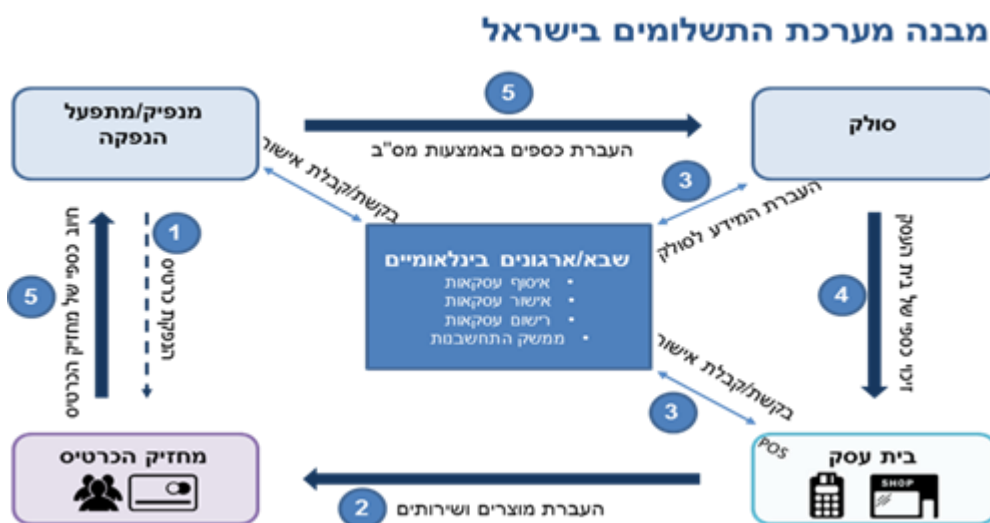 מבנה מערכת התשלומים בישראל
סולק
5
מנפיק/מתפעל
הנפקה
העברת כספים באמצעות מס"ב
3
העברת המידע לסולק
בקשת/קבלת אישור
שבא/ארגונים בינלאומיים
• איסוף עסקאות
• אישור עסקאות
• רישום עסקאות
• ממשק התחשבנות
4
זיכוי כספי של בית העסק
1
הנפקת כרטיס
5
חיוב כספי של מחזיק הכרטיס
בקשת/קבלת אישור
3
POS
בית עסק
SHOP
מחזיק הכרטיס
2
העברת מוצרים ושירותים